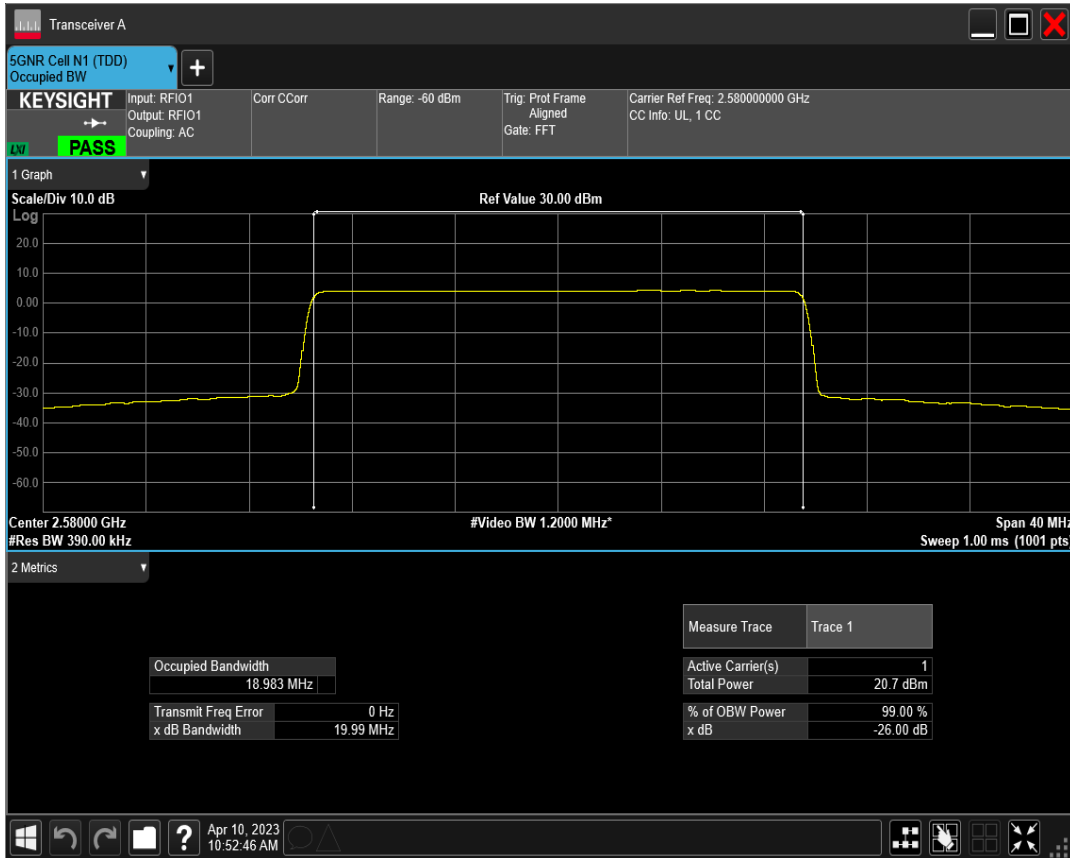 Transceiver A
5GNR Cell N1 (TDD)
Occupied BW
+
KEYSIGHT
LXI
PASS
Input: RFIO1
Output: RFIO1
Coupling: AC
Corr CCorr
Range: -60 dBm
Trig: Prot Frame
Aligned
Gate: FFT
Carrier Ref Freq: 2.580000000 GHz
CC Info: UL, 1 CC
1 Graph
Scale/Div 10.0 dB
Ref Value 30.00 dBm
Log
20.0
10.0
0.00
-10.0
-20.0
-30.0
-40.0
-50.0
-60.0
Center 2.58000 GHz
#Video BW 1.2000 MHz*
Span 40 MHz
#Res BW 390.00 kHz
Sweep 1.00 ms (1001 pts)
2 Metrics
Measure Trace Trace 1
Occupied Bandwidth
18.983 MHz
Active Carrier(s) 1
Total Power 20.7 dBm
Transmit Freq Error 0 Hz
x dB Bandwidth 19.99 MHz
% of OBW Power 99.00 %
x dB -26.00 dB
?
Apr 10, 2023
10:52:46 AM